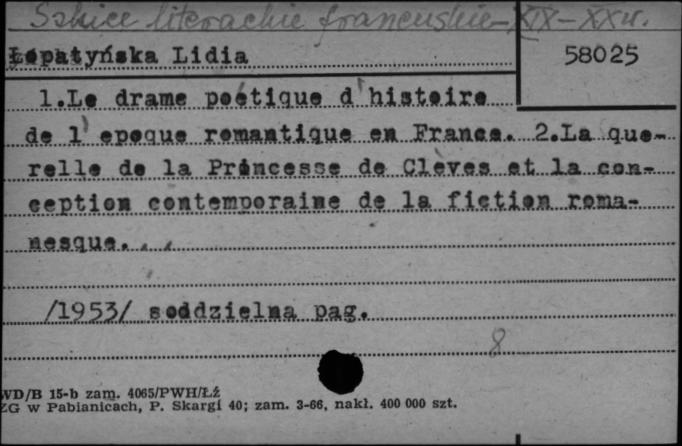 Szkice literackie francuskie - XIX-XXw.
Łopatyńska Lidia
58025
1.Le drame poétique d'histoire
de l'epoque romantique en France. 2.La que-
relle de la Princesse de Clèves et la con-
ception contemporaine de la fiction roma-
nesque...
/1953/ soddzielna pag.
8
WD/B 15-b zam. 4065/PWH/Łź
ZG w Pabianicach, P. Skargi 40; zam. 3-66, nakł. 400 000 szt.